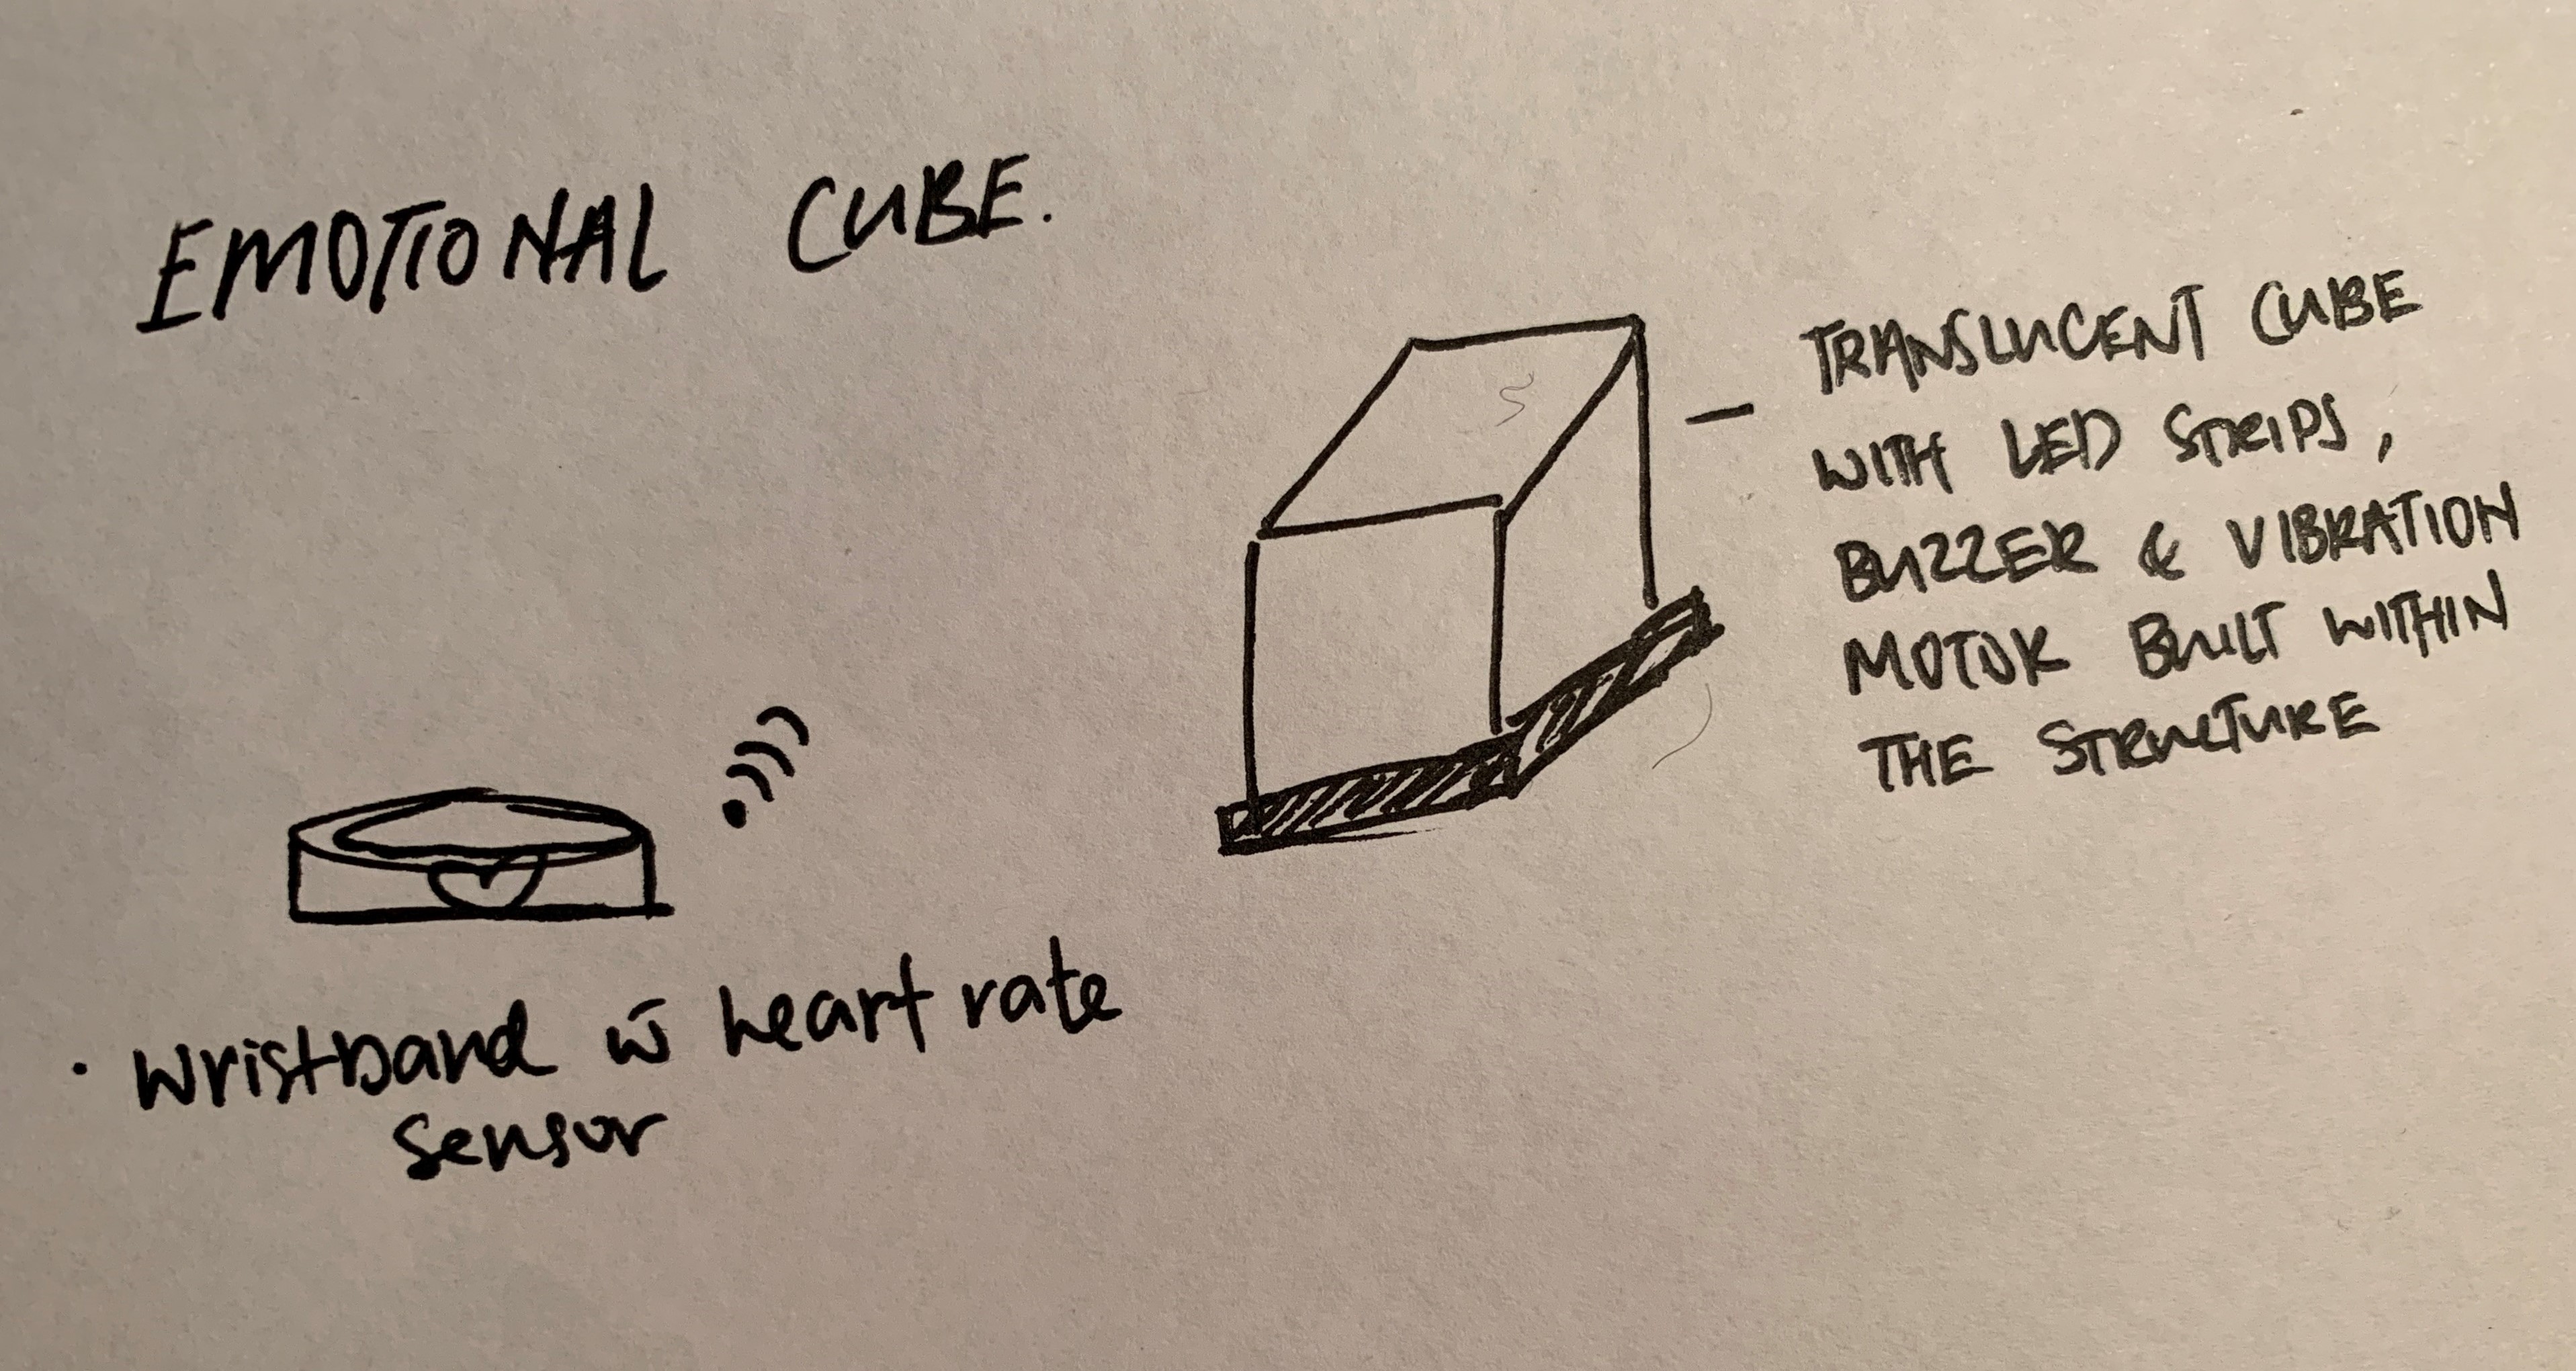 EMOTIONAL CUBE.
TRANSLUCENT CUBE
WITH LED STRIPS,
BUZZER & VIBRATION
MOTOR BUILT WITHIN
THE STRUCTURE
· wristband w̄ heart rate
sensor